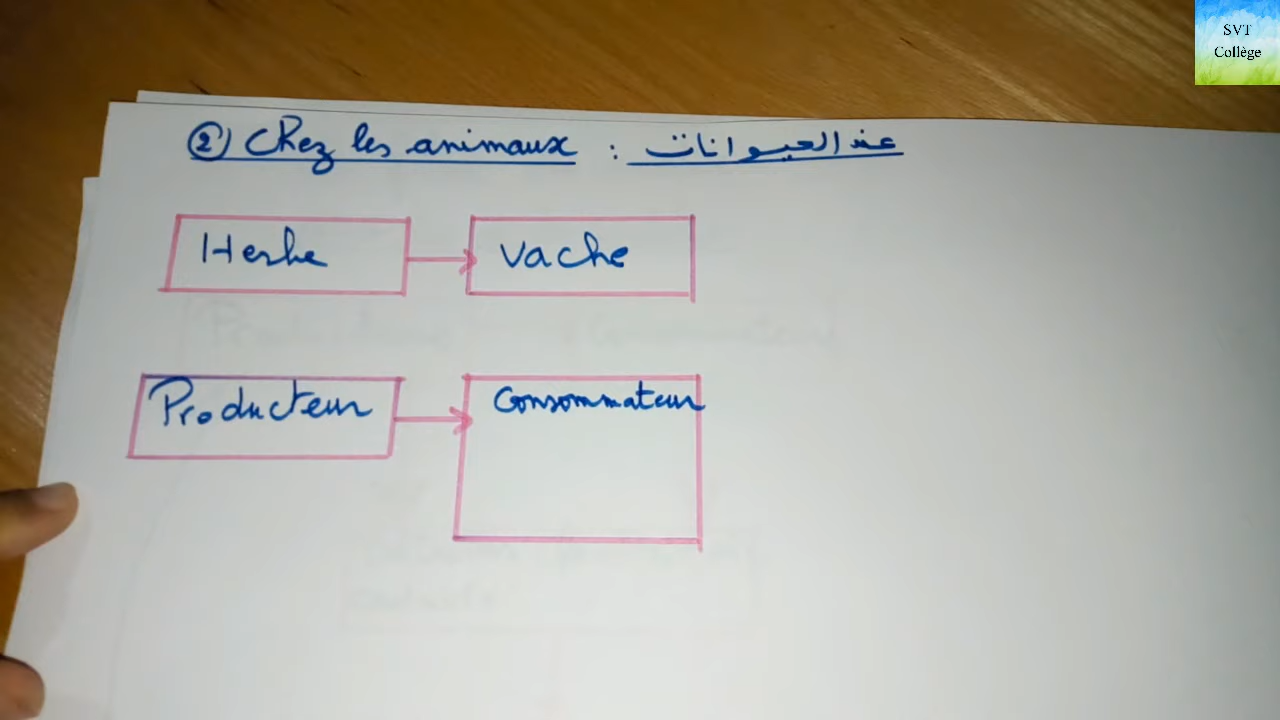 SVT
Collège
② Chez les animaux : عند الحيوانات
Herbe → Vache
Producteur → Consommateur